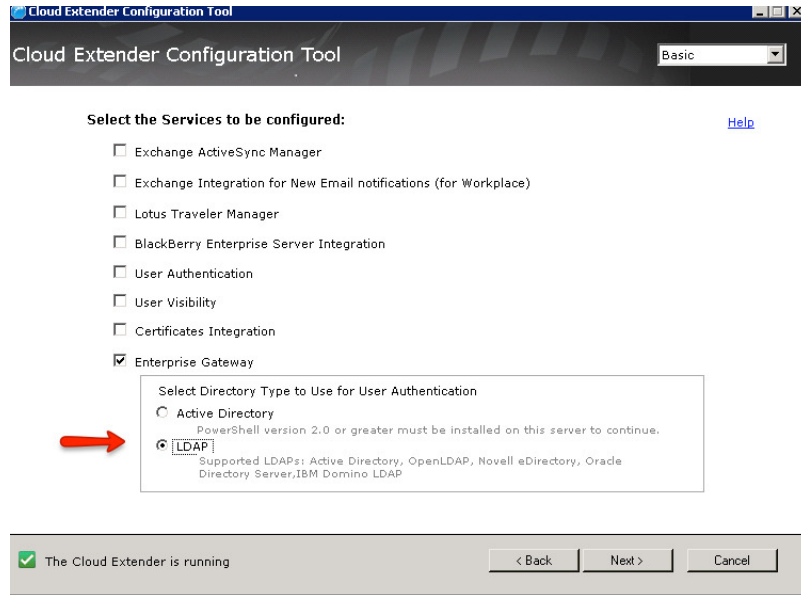 Cloud Extender Configuration Tool
Cloud Extender Configuration Tool
Basic
Select the Services to be configured:
Help
Exchange ActiveSync Manager
Exchange Integration for New Email notifications (for Workplace)
Lotus Traveler Manager
BlackBerry Enterprise Server Integration
User Authentication
User Visibility
Certificates Integration
Enterprise Gateway
Select Directory Type to Use for User Authentication
Active Directory
PowerShell version 2.0 or greater must be installed on this server to continue.
LDAP
Supported LDAPs: Active Directory, OpenLDAP, Novell eDirectory, Oracle
Directory Server,IBM Domino LDAP
The Cloud Extender is running
< Back
Next >
Cancel